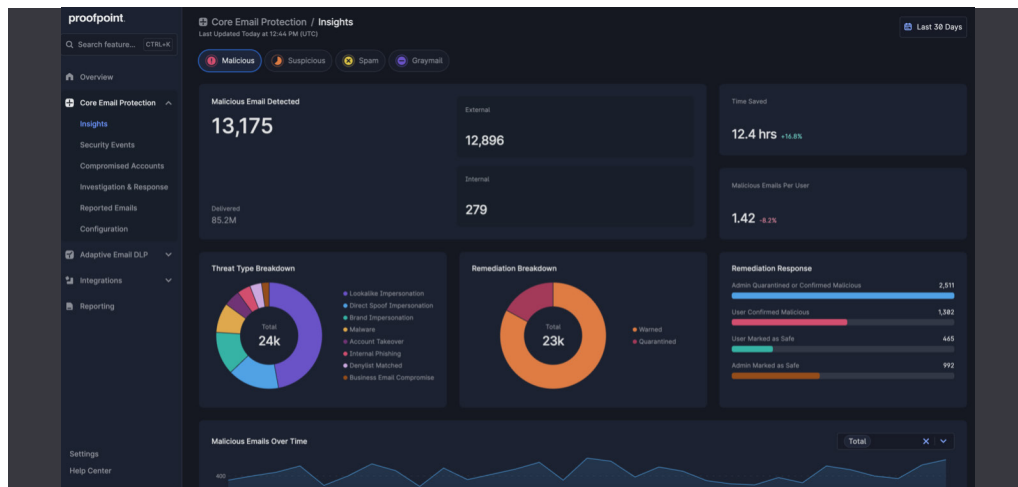 proofpoint.
Search feature... CTRL+K
Overview
Core Email Protection
Insights
Security Events
Compromised Accounts
Investigation & Response
Reported Emails
Configuration
Adaptive Email DLP
Integrations
Reporting
Settings
Help Center
Core Email Protection / Insights
Last Updated Today at 12:44 PM (UTC)
Last 30 Days
Malicious Suspicious Spam Graymail
Malicious Email Detected
13,175
Delivered
85.2M
External
12,896
Internal
279
Time Saved
12.4 hrs +16.8%
Malicious Emails Per User
1.42 -8.2%
Threat Type Breakdown
Total
24k
Lookalike Impersonation
Direct Spoof Impersonation
Brand Impersonation
Malware
Account Takeover
Internal Phishing
Denylist Matched
Business Email Compromise
Remediation Breakdown
Total
23k
Warned
Quarantined
Remediation Response
Admin Quarantined or Confirmed Malicious 2,511
User Confirmed Malicious 1,382
User Marked as Safe 465
Admin Marked as Safe 992
Malicious Emails Over Time
Total
400